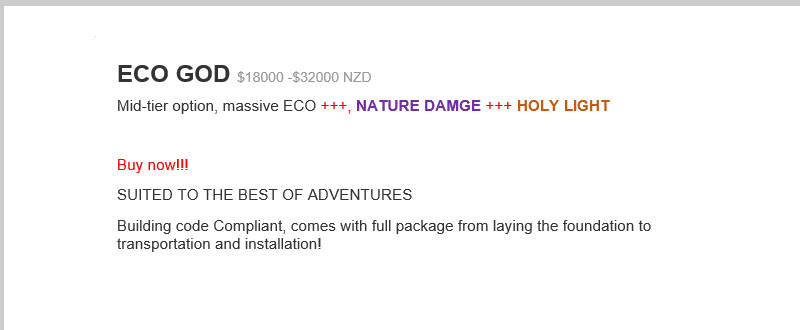 ECO GOD $18000 -$32000 NZD
Mid-tier option, massive ECO +++, NATURE DAMGE +++ HOLY LIGHT
Buy now!!!
SUITED TO THE BEST OF ADVENTURES
Building code Compliant, comes with full package from laying the foundation to
transportation and installation!